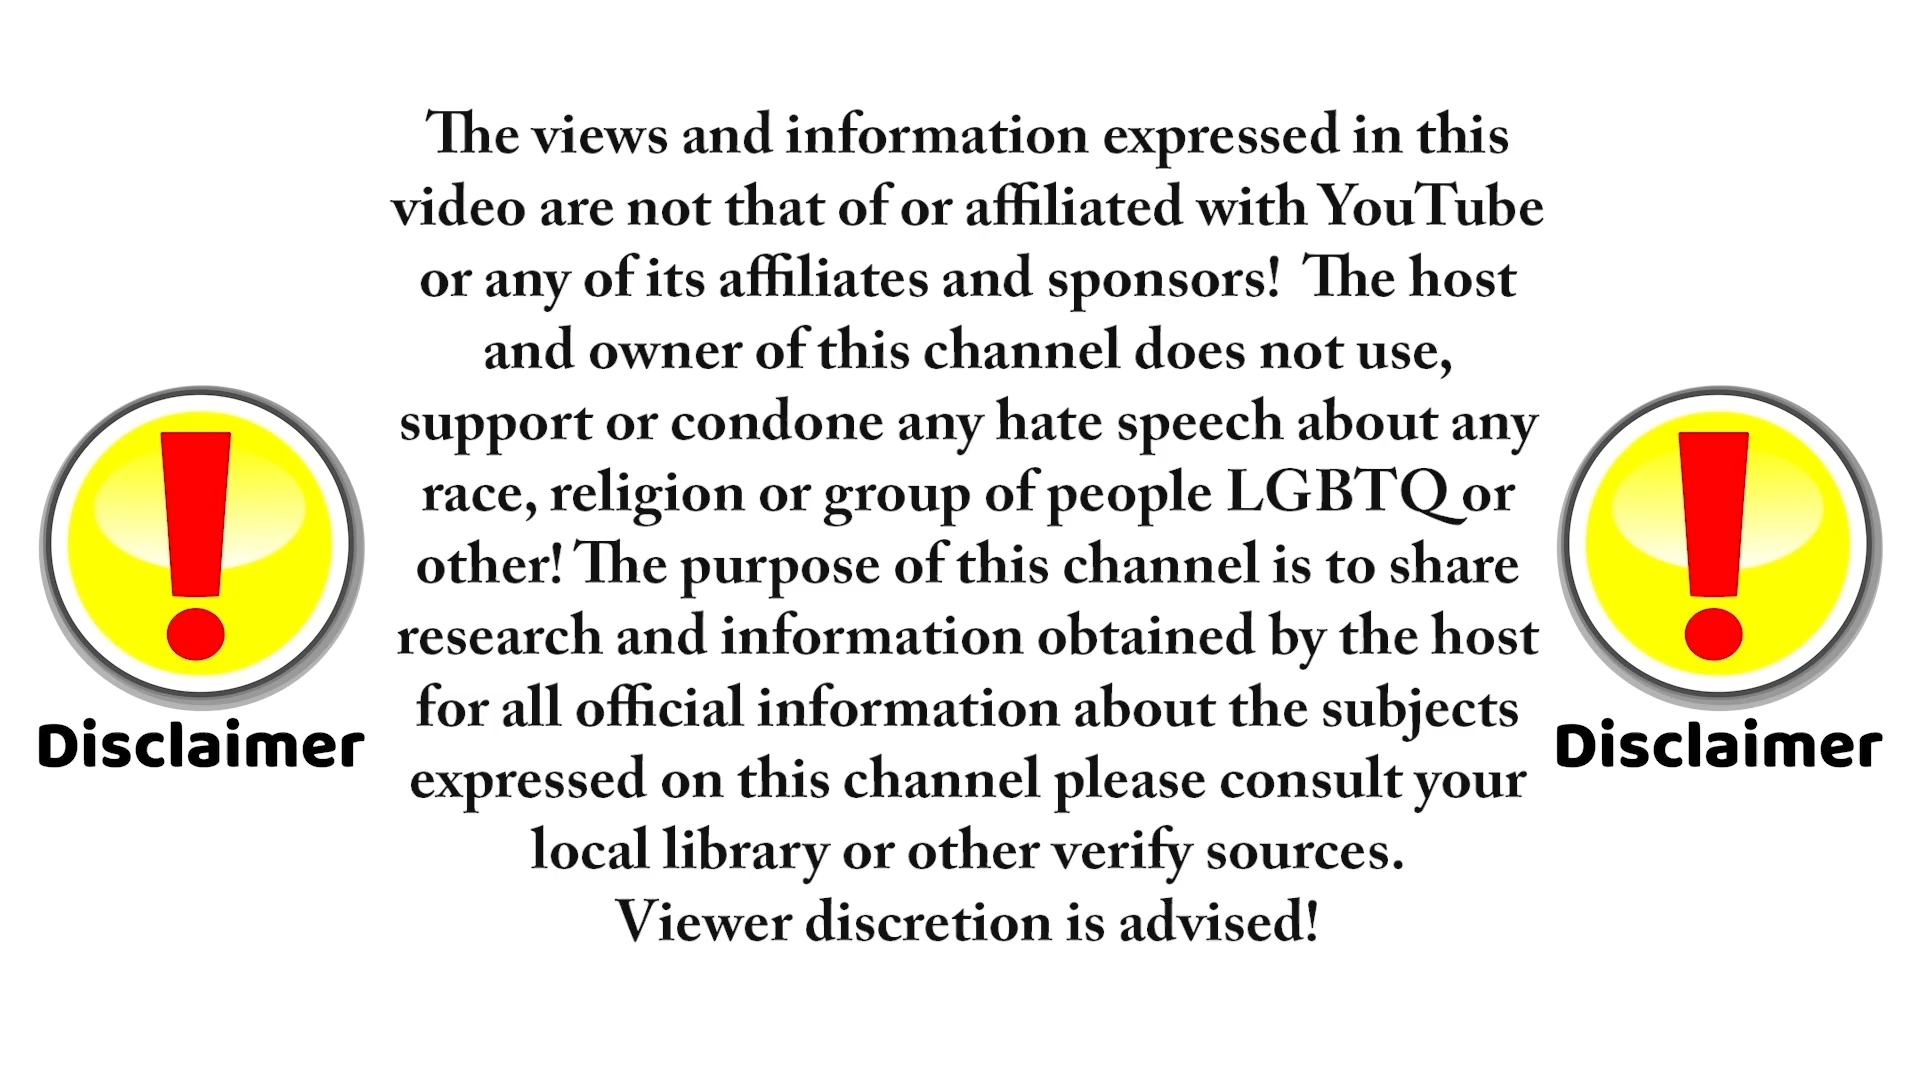 The views and information expressed in this
video are not that of or affiliated with YouTube
or any of its affiliates and sponsors! The host
and owner of this channel does not use,
support or condone any hate speech about any
race, religion or group of people LGBTQ or
other! The purpose of this channel is to share
research and information obtained by the host
for all official information about the subjects
expressed on this channel please consult your
local library or other verify sources.
Viewer discretion is advised!
Disclaimer
Disclaimer